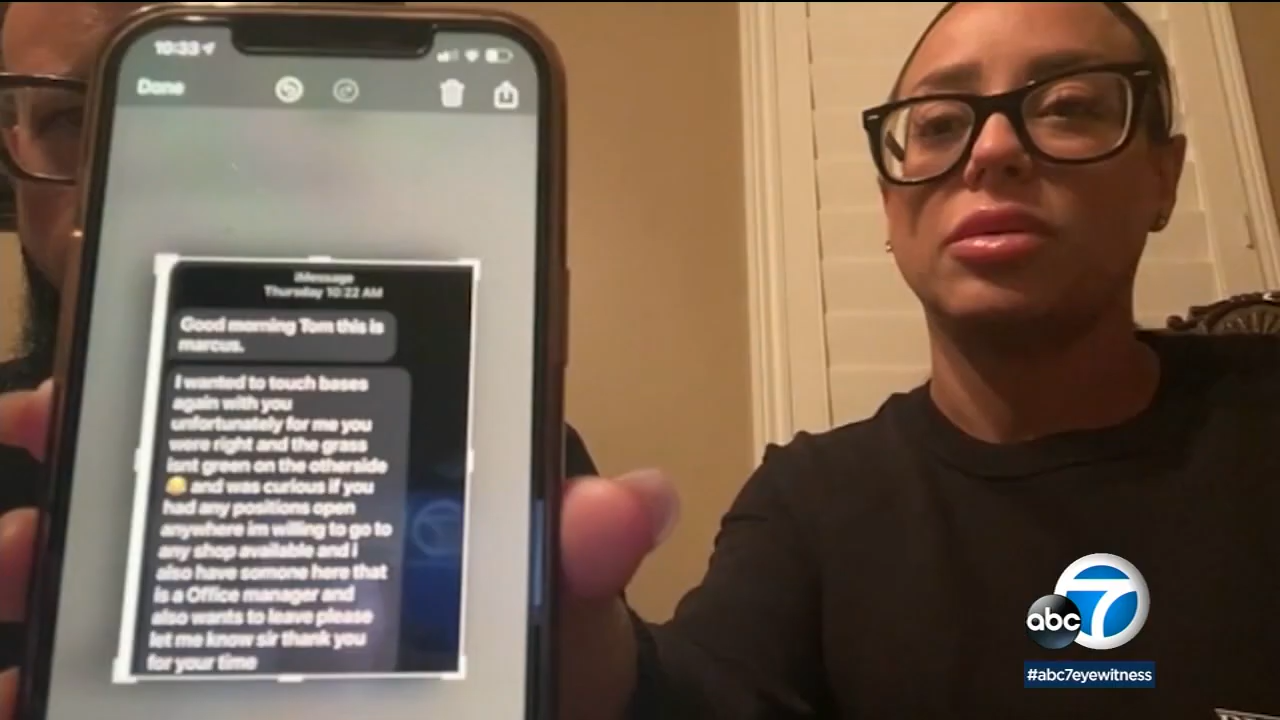 10:33
Done
iMessage
Thursday 10:22 AM
Good morning Tom this is
marcus.
I wanted to touch bases
again with you
unfortunately for me you
were right and the grass
isnt green on the otherside
😂 and was curious if you
had any positions open
anywhere im willing to go to
any shop available and i
also have somone here that
is a Office manager and
also wants to leave please
let me know sir thank you
for your time
abc 7
#abc7eyewitness